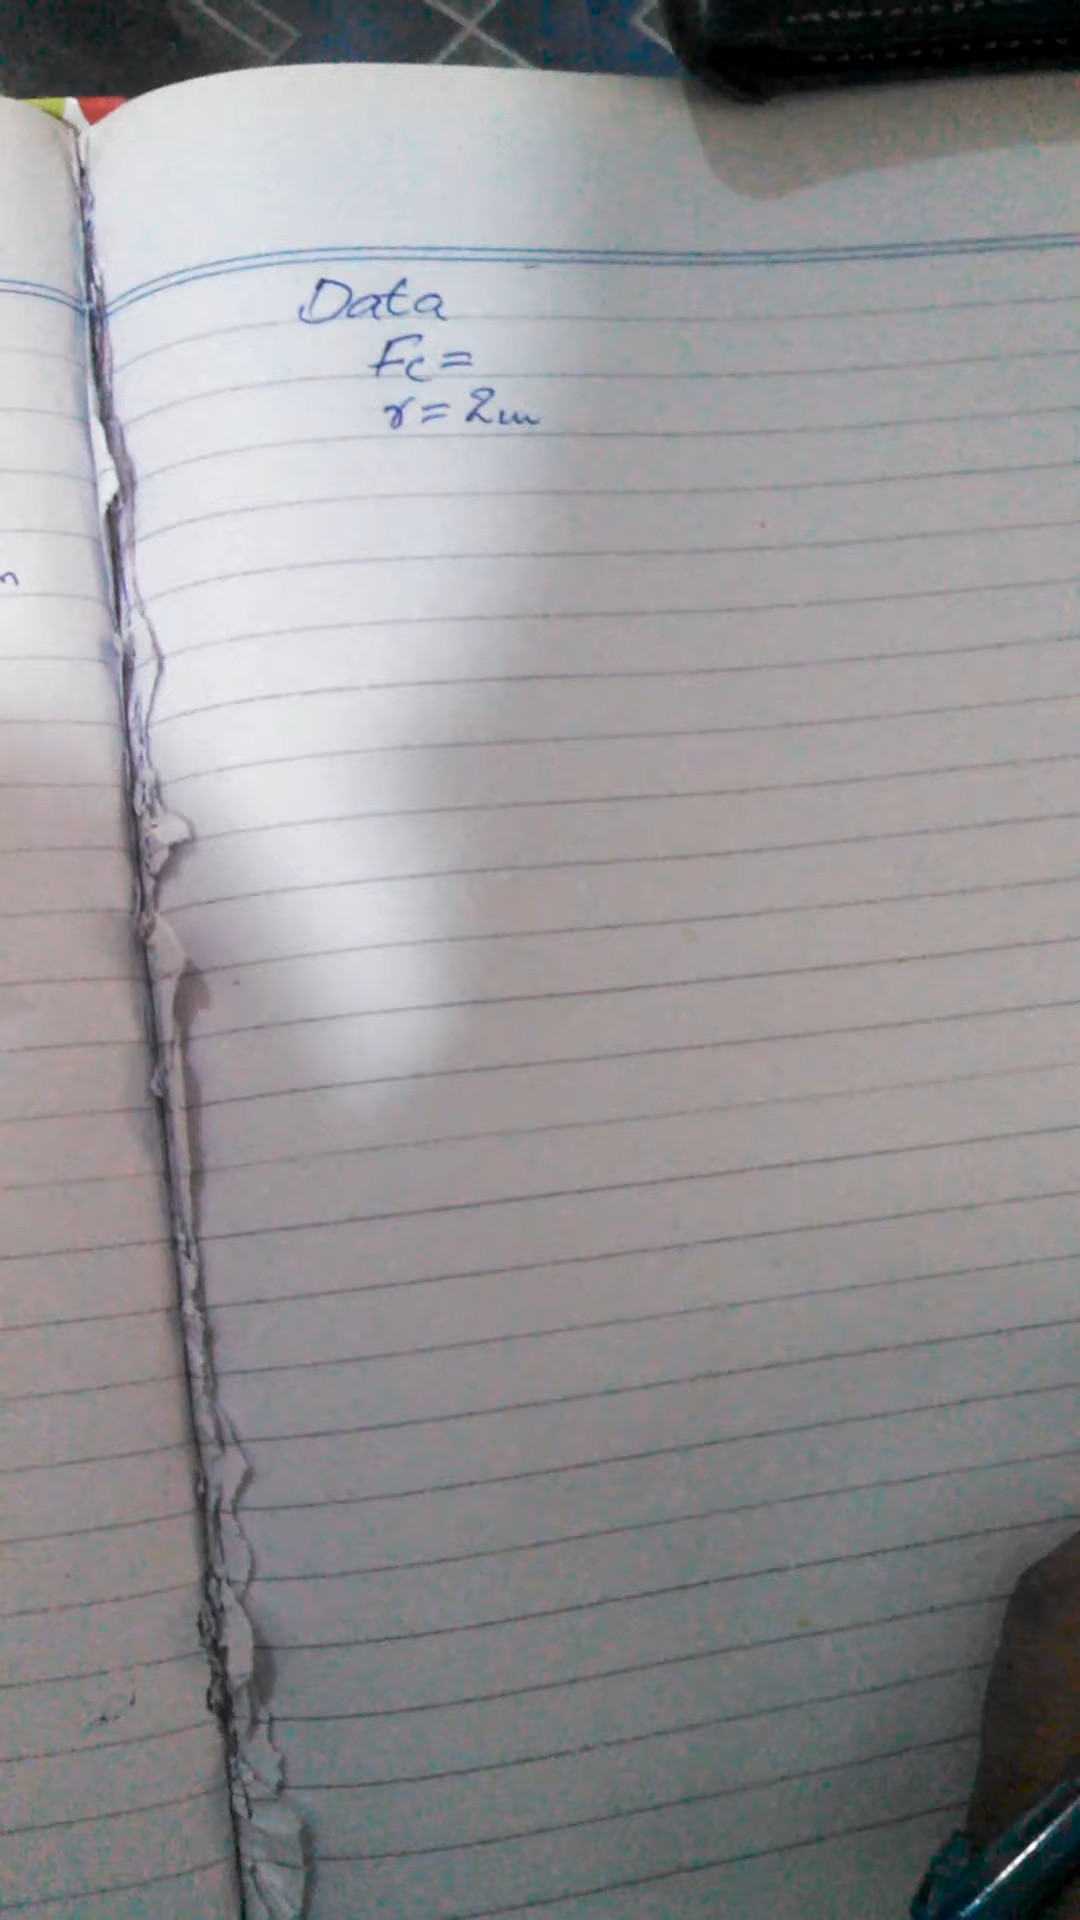 Data
Fc =
r = 2m
n